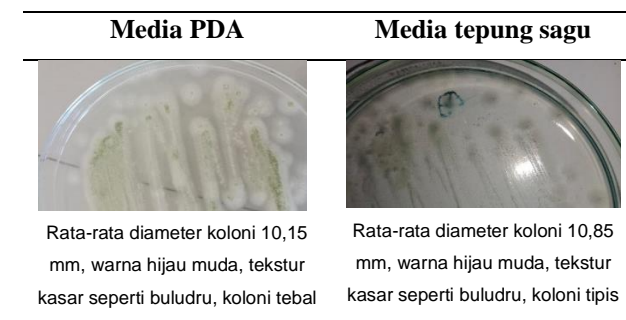 Media PDA Media tepung sagu
Rata-rata diameter koloni 10,15
mm, warna hijau muda, tekstur
kasar seperti buludru, koloni tebal
Rata-rata diameter koloni 10,85
mm, warna hijau muda, tekstur
kasar seperti buludru, koloni tipis